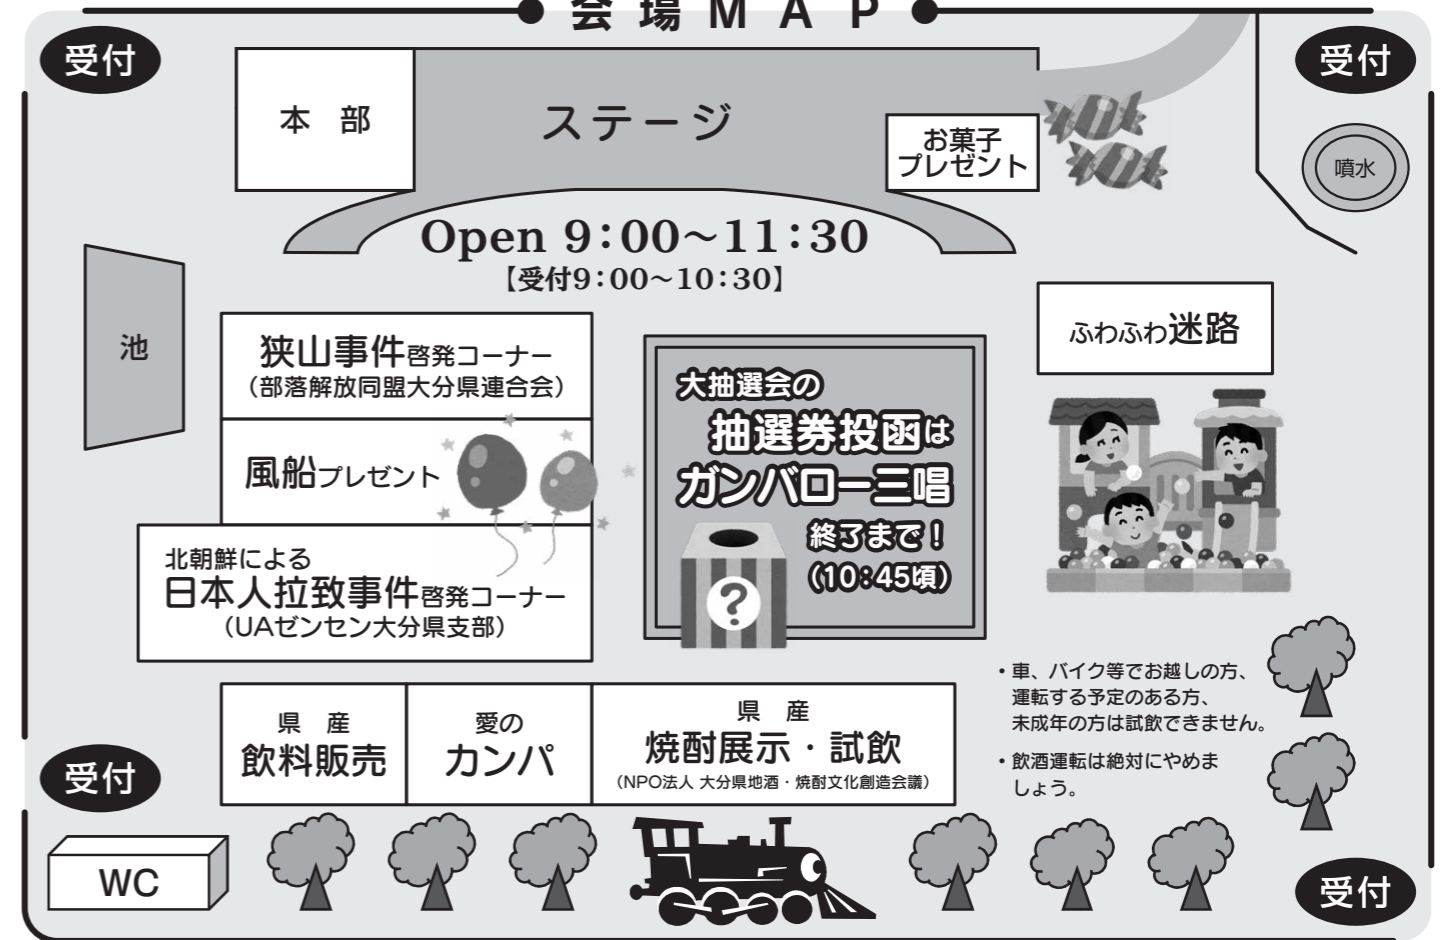 会場MAP
受付
受付
本部
ステージ
お菓子
プレゼント
噴水
Open 9:00〜11:30
【受付9:00〜10:30】
池
狭山事件啓発コーナー
（部落解放同盟大分県連合会）
風船プレゼント
北朝鮮による
日本人拉致事件啓発コーナー
（UAゼンセン大分県支部）
大抽選会の
抽選券投函は
ガンバロー三唱
終了まで！
（10:45頃）
?
ふわふわ迷路
・車、バイク等でお越しの方、
運転する予定のある方、
未成年の方は試飲できません。
・飲酒運転は絶対にやめま
しょう。
県産
飲料販売
愛の
カンパ
県産
焼酎展示・試飲
（NPO法人 大分県地酒・焼酎文化創造会議）
受付
WC
受付